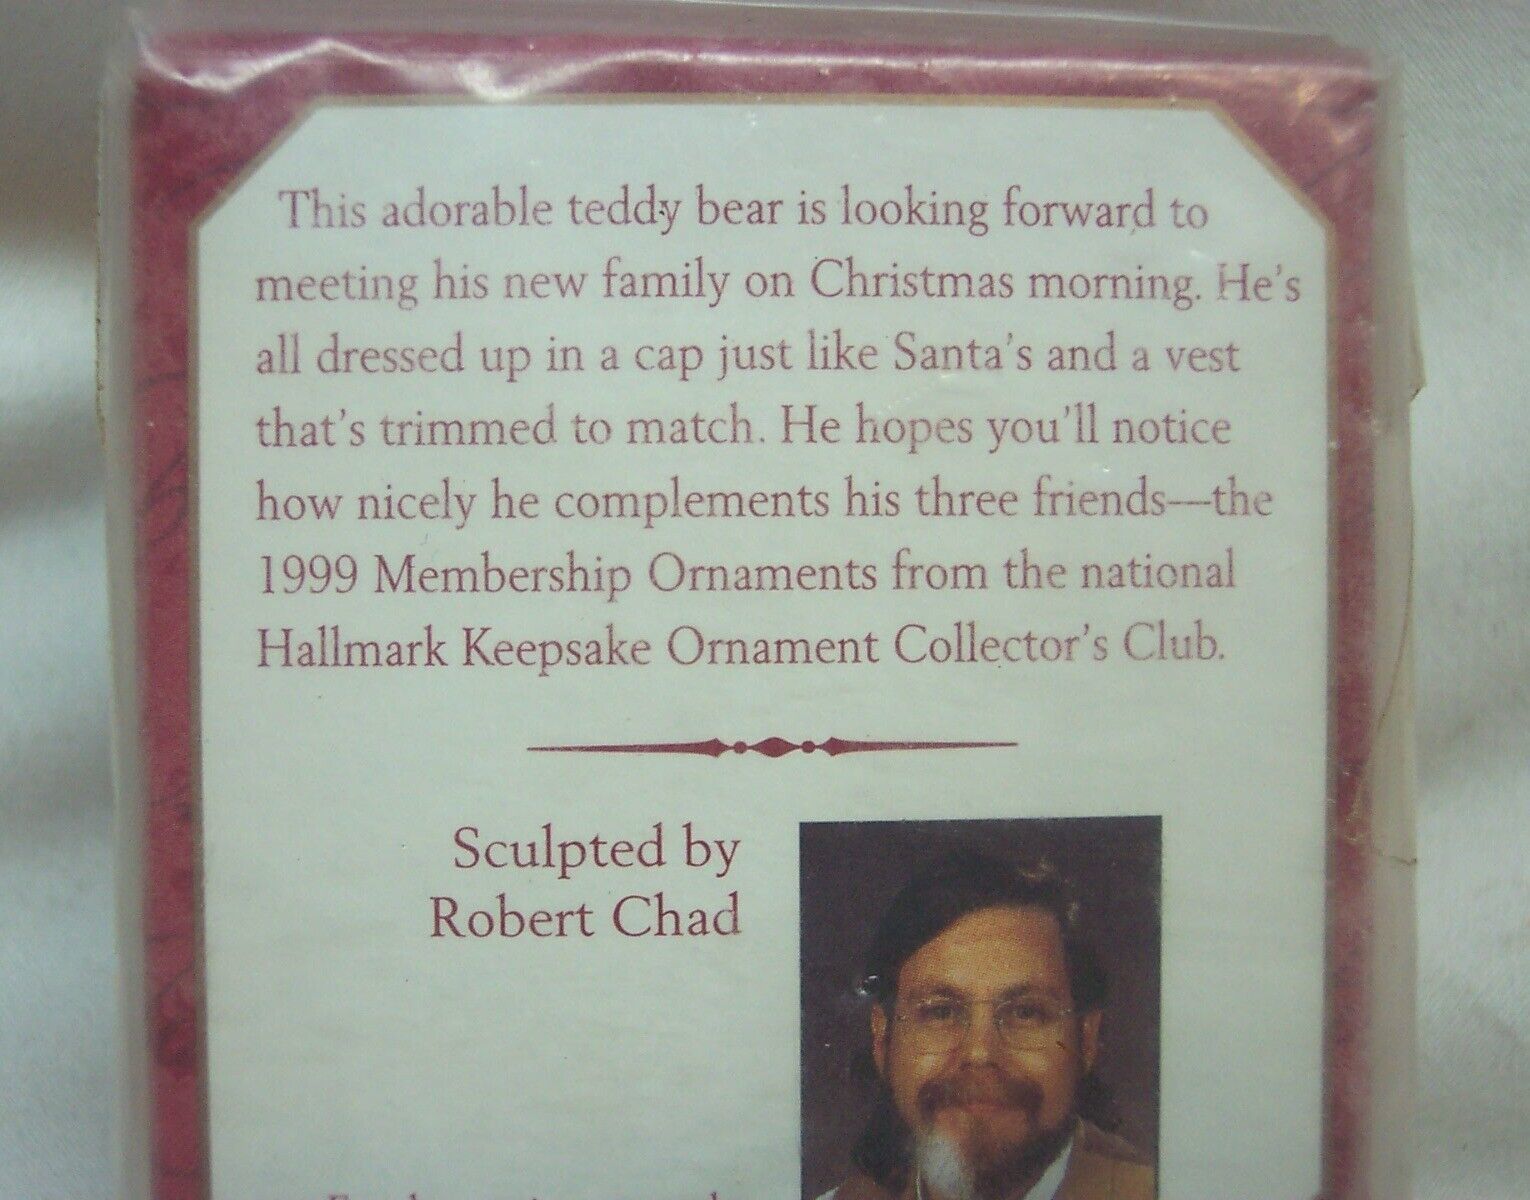 This adorable teddy bear is looking forward to
meeting his new family on Christmas morning. He's
all dressed up in a cap just like Santa's and a vest
that's trimmed to match. He hopes you'll notice
how nicely he complements his three friends—the
1999 Membership Ornaments from the national
Hallmark Keepsake Ornament Collector's Club.
Sculpted by
Robert Chad